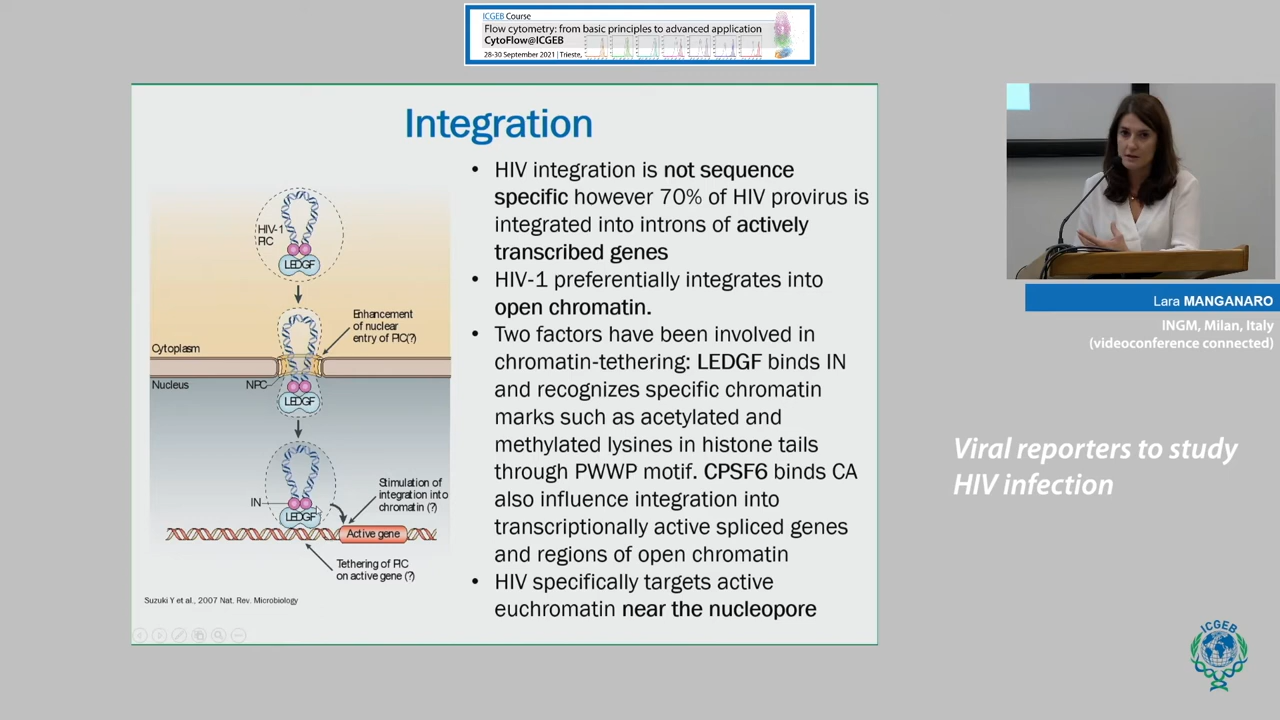 ICGEB Course
Flow cytometry: from basic principles to advanced application
CytoFlow@ICGEB
28-30 September 2021 | Trieste,
Integration
• HIV integration is not sequence
specific however 70% of HIV provirus is
integrated into introns of actively
transcribed genes
• HIV-1 preferentially integrates into
open chromatin.
• Two factors have been involved in
chromatin-tethering: LEDGF binds IN
and recognizes specific chromatin
marks such as acetylated and
methylated lysines in histone tails
through PWWP motif. CPSF6 binds CA
also influence integration into
transcriptionally active spliced genes
and regions of open chromatin
• HIV specifically targets active
euchromatin near the nucleopore
HIV-1
PIC
LEDGF
Enhancement
of nuclear
entry of PIC(?)
Cytoplasm
Nucleus
NPC
LEDGF
Stimulation of
integration into
chromatin (?)
IN
LEDGF
Active gene
Tethering of PIC
on active gene (?)
Suzuki Y et al., 2007 Nat. Rev. Microbiology
Lara MANGANARO
INGM, Milan, Italy
(videoconference connected)
Viral reporters to study
HIV infection
ICGEB